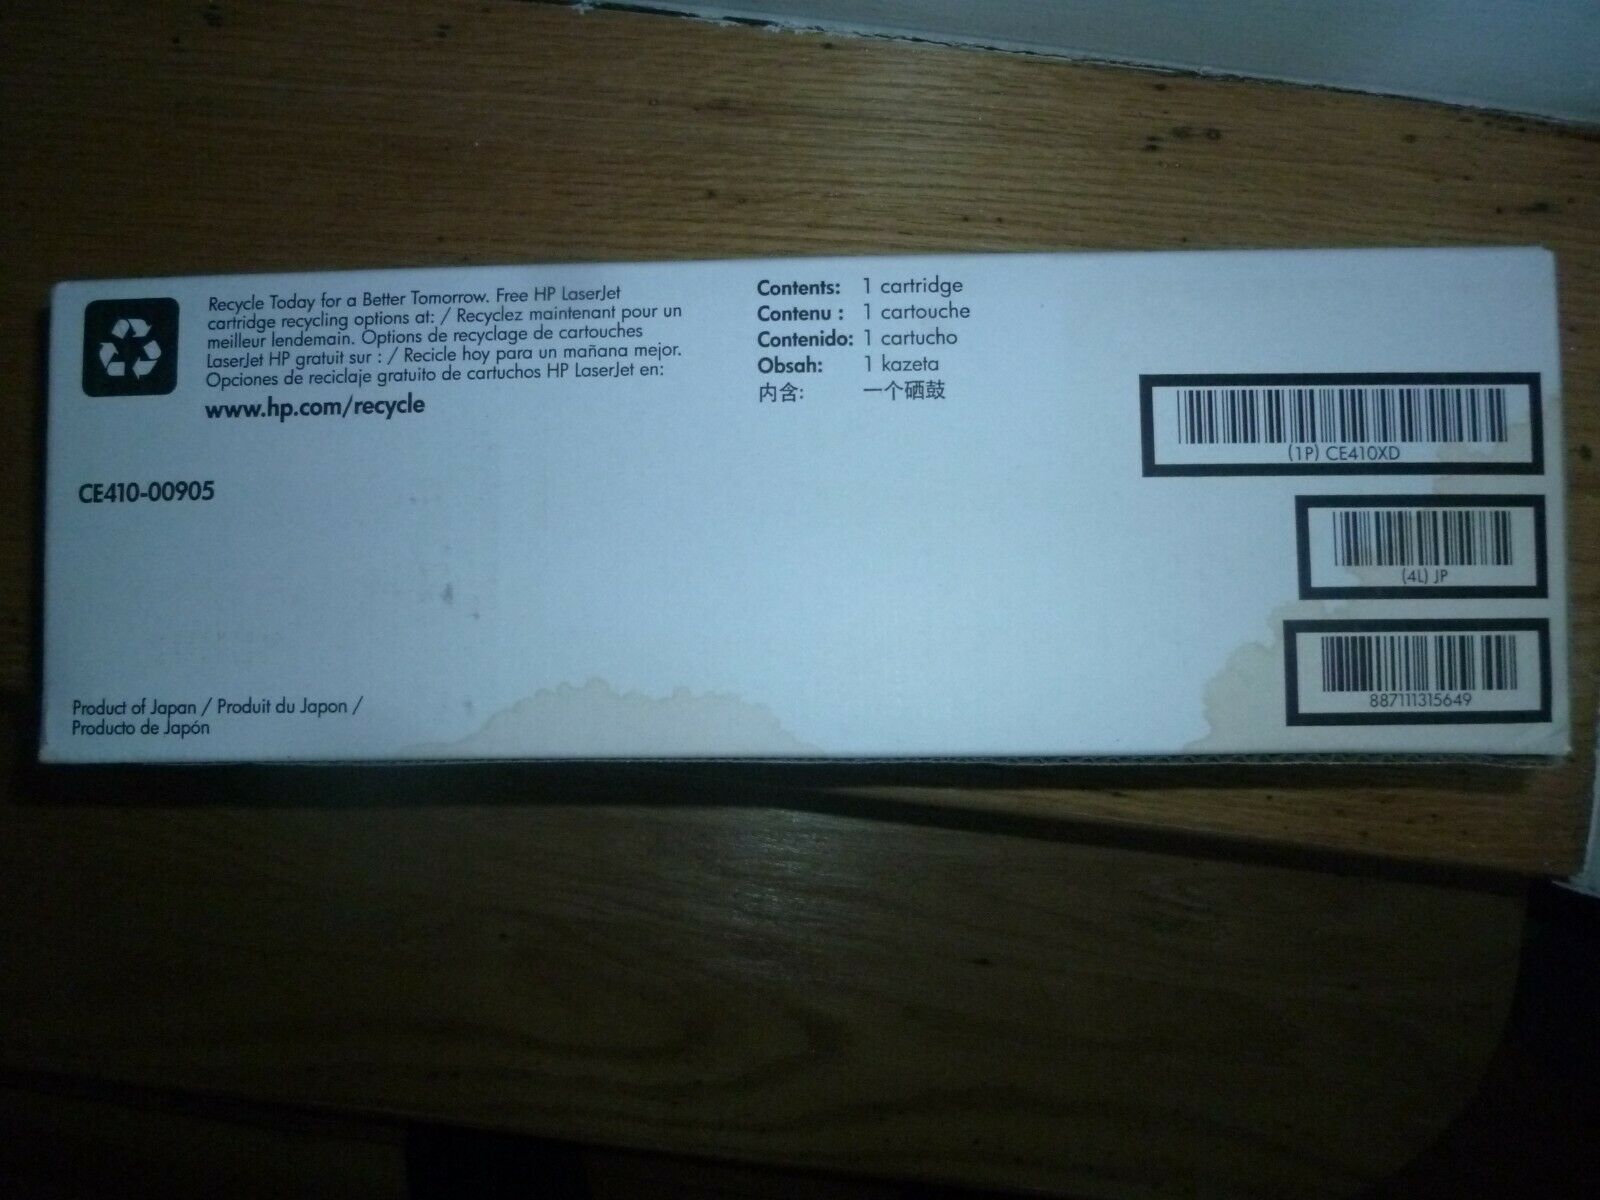 Recycle Today for a Better Tomorrow. Free HP LaserJet
cartridge recycling options at: / Recyclez maintenant pour un
meilleur lendemain. Options de recyclage de cartouches
LaserJet HP gratuit sur : / Recicle hoy para un mañana mejor.
Opciones de reciclaje gratuito de cartuchos HP LaserJet en:
www.hp.com/recycle
Contents: 1 cartridge
Contenu : 1 cartouche
Contenido: 1 cartucho
Obsah: 1 kazeta
内含: 一个硒鼓
(1P) CE410XD
CE410-00905
(4L) JP
887111315649
Product of Japan / Produit du Japon /
Producto de Japón